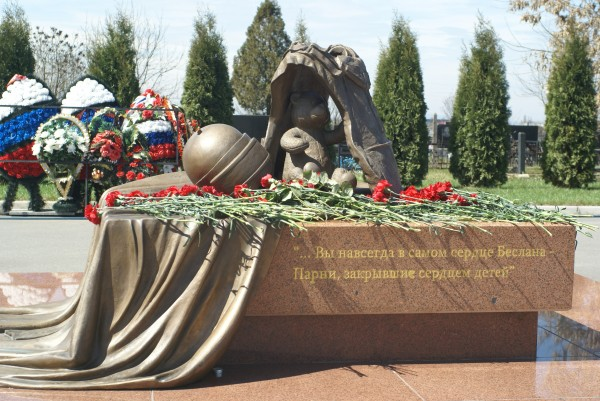 "... Вы навсегда в самом сердце Беслана -
Парни, закрывшие сердцем детей"